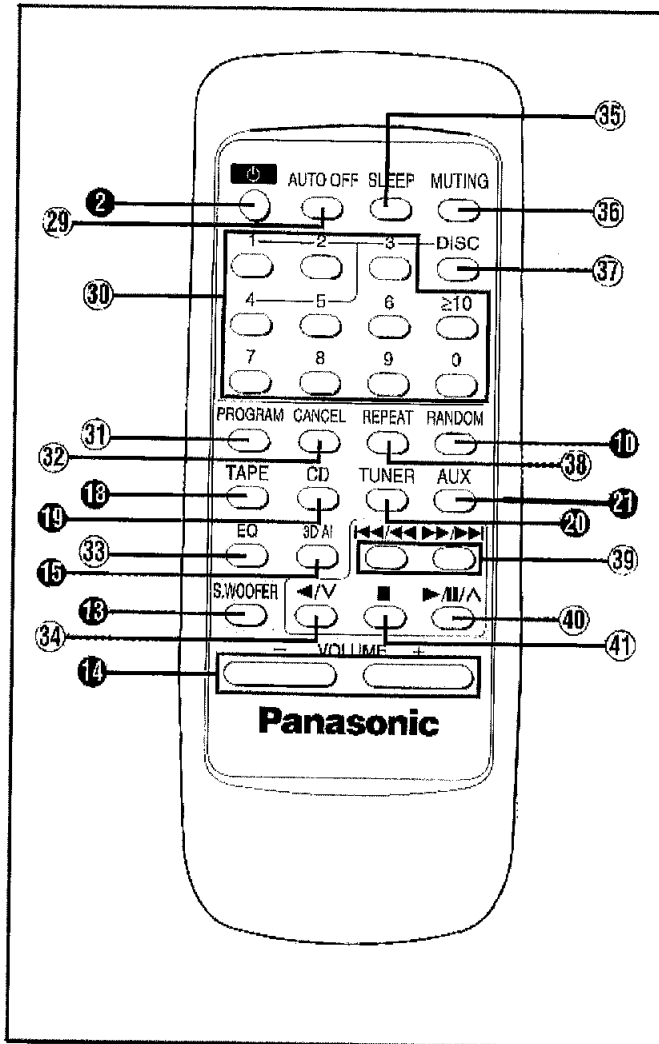 35
⏻ AUTO OFF SLEEP MUTING
2
29
36
1 2 3 DISC
37
30
4 5 6 ≥10
7 8 9 0
PROGRAM CANCEL REPEAT RANDOM
31
32
38
10
TAPE CD TUNER AUX
18
19
20
21
EQ 3D AI |◀◀/◀◀ ▶▶/▶▶|
33
39
15
S.WOOFER ◀/∨ ■ ▶/II/∧
13
34
40
41
− VOLUME +
14
Panasonic